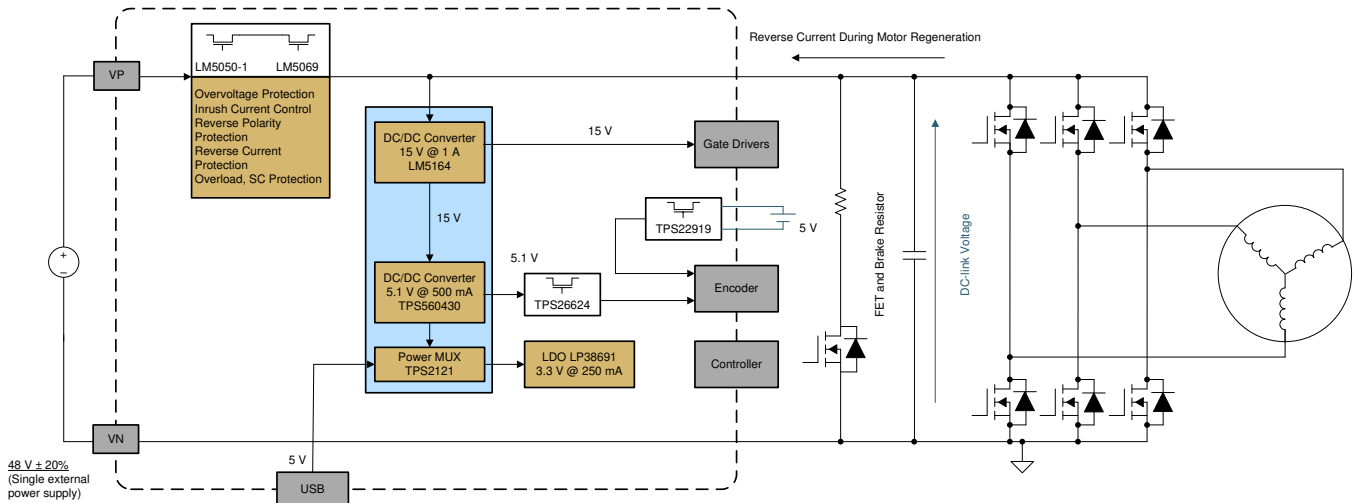 Reverse Current During Motor Regeneration
VP
LM5050-1
LM5069
Overvoltage Protection
Inrush Current Control
Reverse Polarity
Protection
Reverse Current
Protection
Overload, SC Protection
DC/DC Converter
15 V @ 1 A
LM5164
15 V
Gate Drivers
15 V
TPS22919
5 V
5.1 V
DC/DC Converter
5.1 V @ 500 mA
TPS560430
TPS26624
Encoder
Power MUX
TPS2121
LDO LP38691
3.3 V @ 250 mA
Controller
FET and Brake Resistor
DC-link Voltage
+
–
VN
48 V ± 20%
(Single external
power supply)
5 V
USB